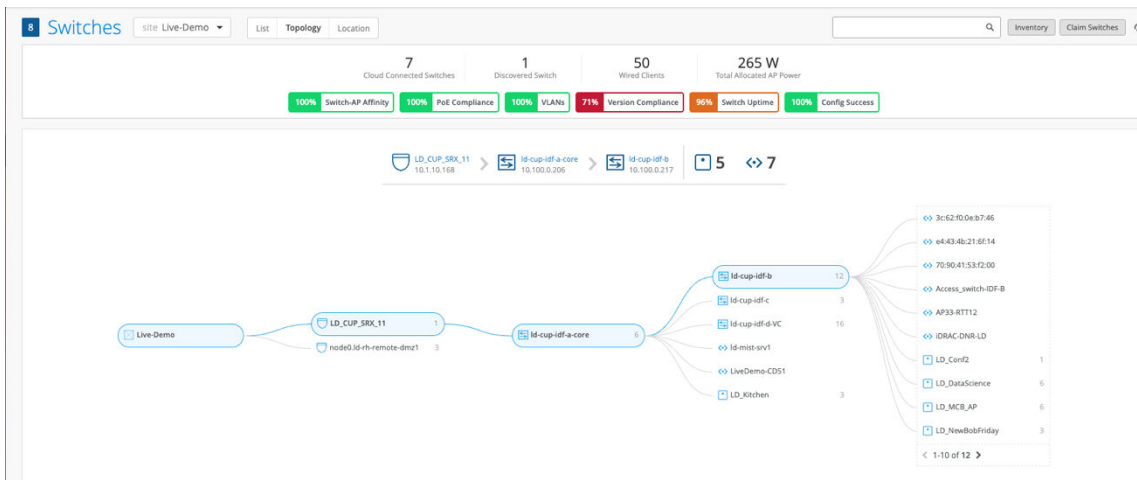 8 Switches site Live-Demo List Topology Location Inventory Claim Switches
7 1 50 265 W
Cloud Connected Switches Discovered Switch Wired Clients Total Allocated AP Power
100% Switch-AP Affinity 100% PoE Compliance 100% VLANs 71% Version Compliance 96% Switch Uptime 100% Config Success
LD_CUP_SRX_11 ld-cup-idf-a-core ld-cup-idf-b 5 7
10.1.10.168 10.100.0.206 10.100.0.217
Live-Demo
LD_CUP_SRX_11 1
node0.ld-rh-remote-dmz1 3
ld-cup-idf-a-core 6
ld-cup-idf-b 12
ld-cup-idf-c 3
ld-cup-idf-d-VC 16
ld-mist-srv1
LiveDemo-CDS1
LD_Kitchen 3
3c:62:f0:0e:b7:46
e4:43:4b:21:6f:14
70:90:41:53:f2:00
Access_switch-IDF-B
AP33-RTT12
iDRAC-DNR-LD
LD_Conf2 1
LD_DataScience 6
LD_MCB_AP 6
LD_NewBobFriday 3
< 1-10 of 12 >